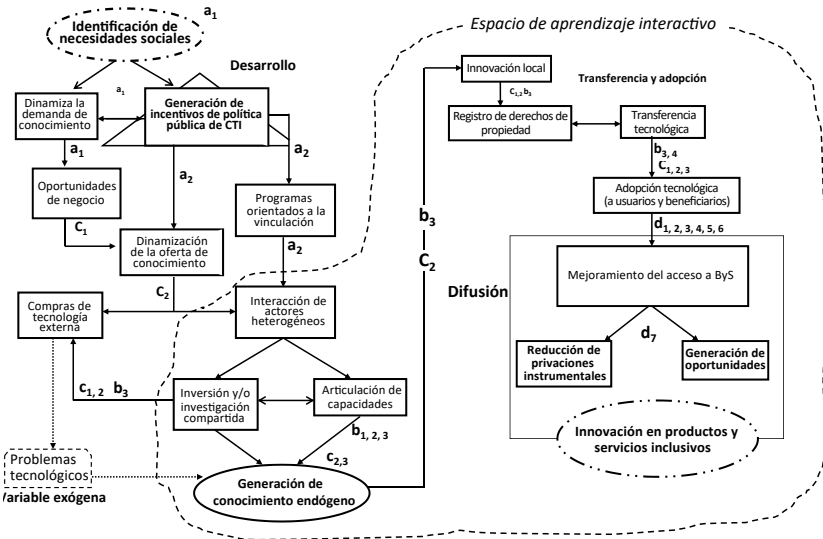 Espacio de aprendizaje interactivo
Identificación de
necesidades sociales
a1
Desarrollo
Dinamiza la
demanda de
conocimiento
a1
Generación de
incentivos de política
pública de CTI
a1
a2
a2
Oportunidades
de negocio
Programas
orientados a la
vinculación
C1
Dinamización
de la oferta de
conocimiento
a2
C2
Compras de
tecnología
externa
Interacción de
actores
heterogéneos
c1, 2 b3
Inversión y/o
investigación
compartida
Articulación de
capacidades
b1, 2, 3
c2,3
Problemas
tecnológicos
Variable exógena
Generación de
conocimiento endógeno
b3
C2
Innovación local
C1,2 b3
Transferencia y adopción
Registro de derechos de
propiedad
Transferencia
tecnológica
b3, 4
C1, 2, 3
Adopción tecnológica
(a usuarios y beneficiarios)
d1, 2, 3, 4, 5, 6
Difusión
Mejoramiento del acceso a ByS
d7
Reducción de
privaciones
instrumentales
Generación de
oportunidades
Innovación en productos y
servicios inclusivos